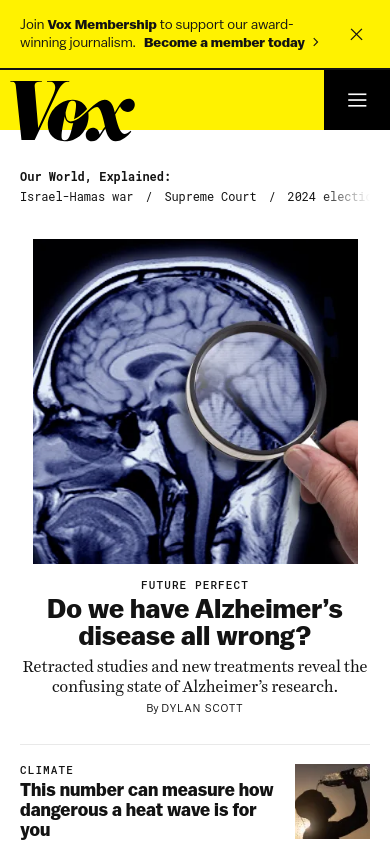 Join Vox Membership to support our award-
winning journalism. Become a member today
Vox
Our World, Explained:
Israel-Hamas war / Supreme Court / 2024 electi
FUTURE PERFECT
Do we have Alzheimer’s
disease all wrong?
Retracted studies and new treatments reveal the
confusing state of Alzheimer’s research.
By DYLAN SCOTT
CLIMATE
This number can measure how
dangerous a heat wave is for
you